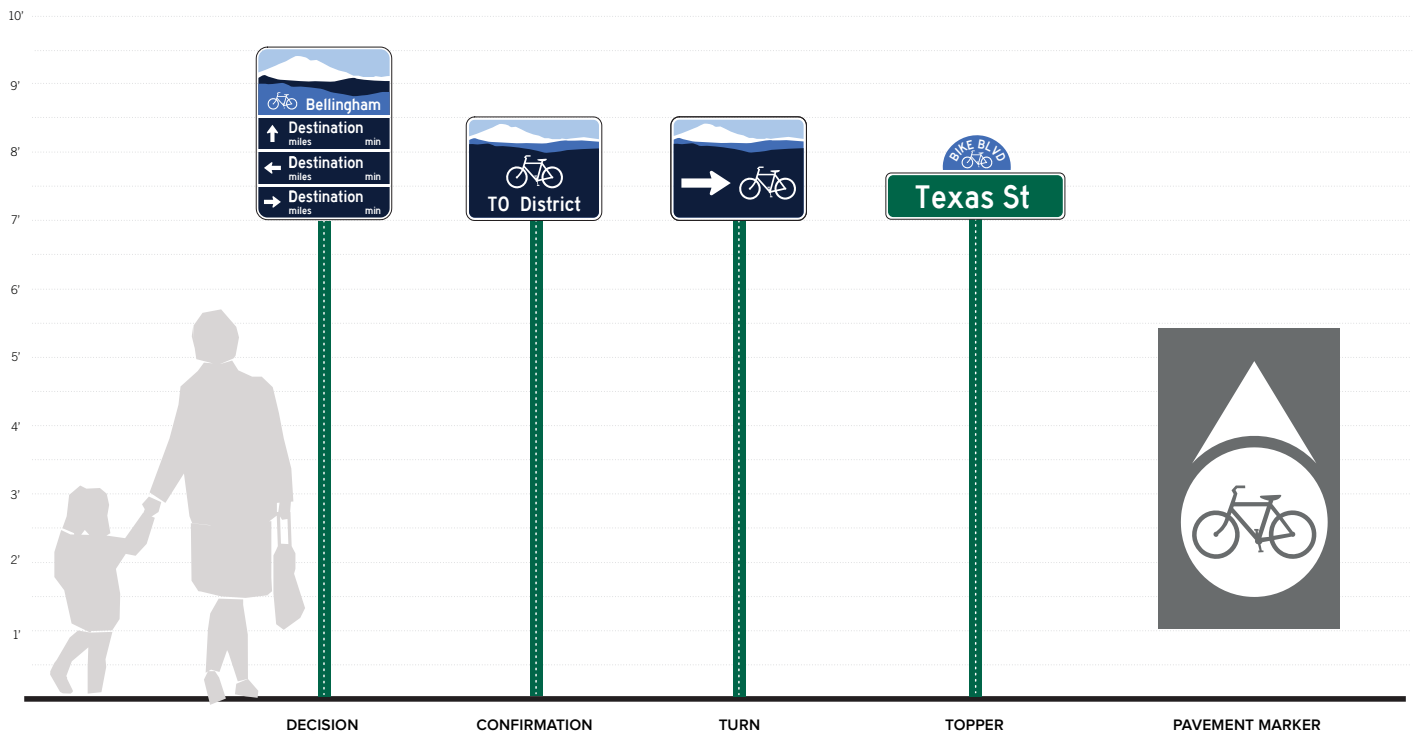 10'
9'
8'
7'
6'
5'
4'
3'
2'
1'
Bellingham
Destination
miles min
Destination
miles min
Destination
miles min
TO District
BIKE BLVD
Texas St
DECISION
CONFIRMATION
TURN
TOPPER
PAVEMENT MARKER